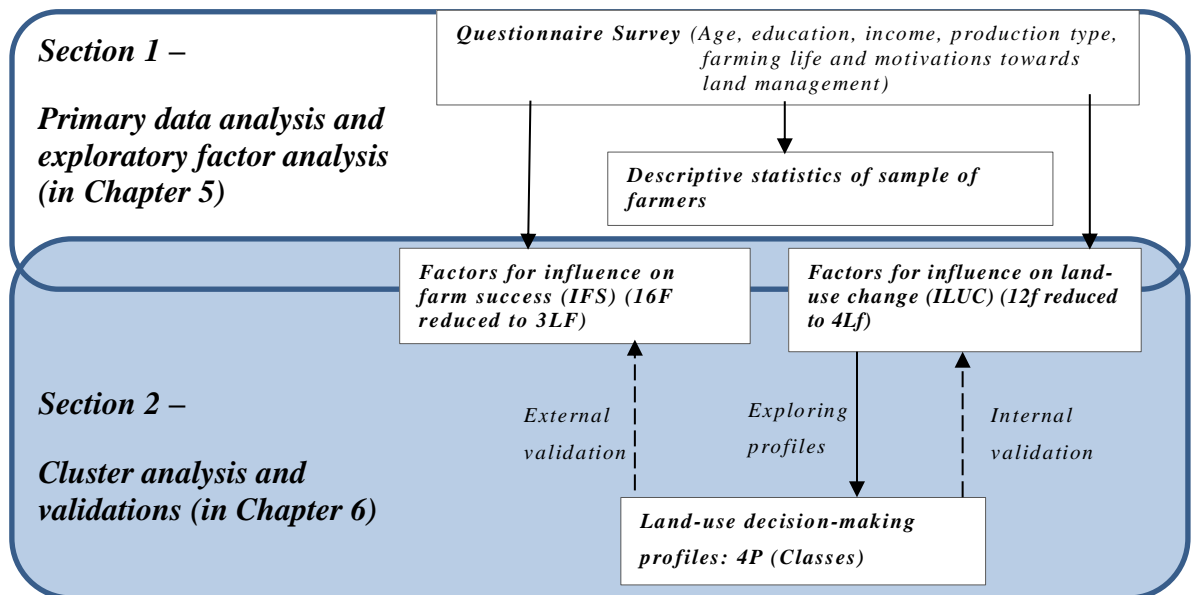 Section 1 –
Primary data analysis and
exploratory factor analysis
(in Chapter 5)
Questionnaire Survey (Age, education, income, production type,
farming life and motivations towards
land management)
Descriptive statistics of sample of
farmers
Factors for influence on
farm success (IFS) (16F
reduced to 3LF)
Factors for influence on land-
use change (ILUC) (12f reduced
to 4Lf)
Section 2 –
Cluster analysis and
validations (in Chapter 6)
External
validation
Exploring
profiles
Internal
validation
Land-use decision-making
profiles: 4P (Classes)